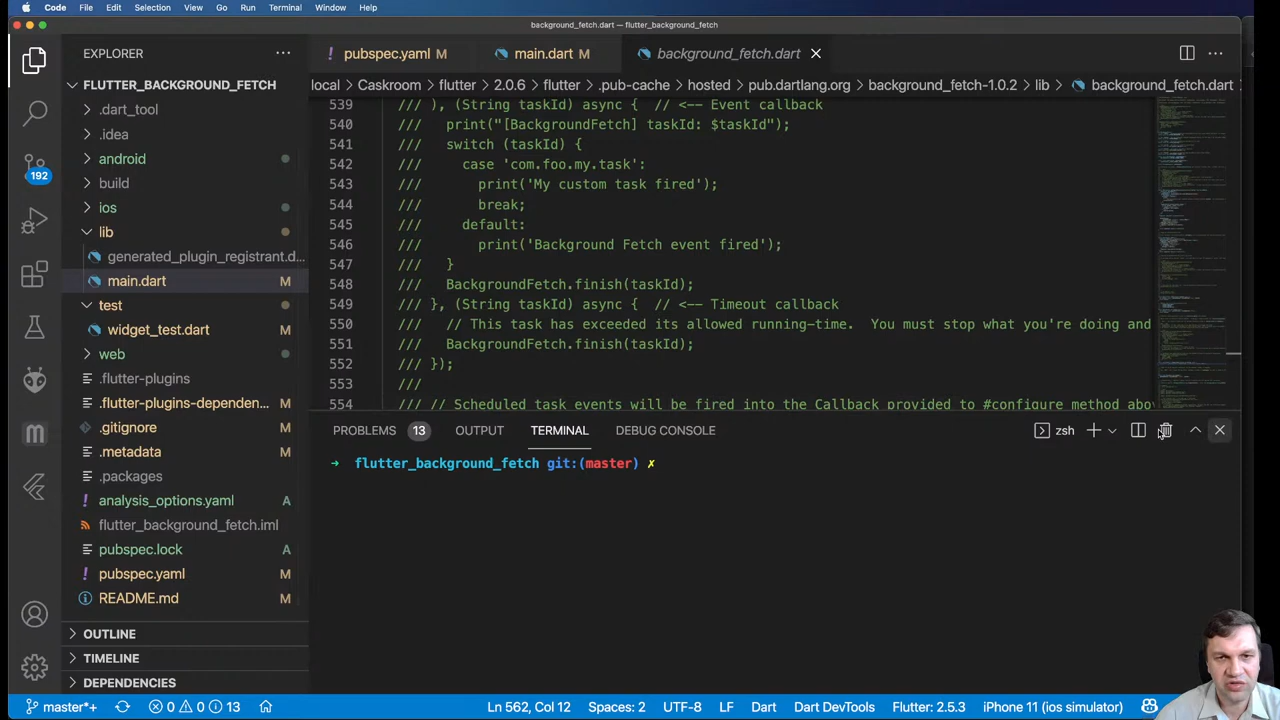 Code File Edit Selection View Go Run Terminal Window Help
background_fetch.dart — flutter_background_fetch
EXPLORER
FLUTTER_BACKGROUND_FETCH
.dart_tool
.idea
android
build
ios
lib
generated_plugin_registrant.d...
main.dart M
test
widget_test.dart M
web
.flutter-plugins
.flutter-plugins-dependen... M
.gitignore M
.metadata M
.packages
analysis_options.yaml A
flutter_background_fetch.iml
pubspec.lock A
pubspec.yaml M
README.md M
OUTLINE
TIMELINE
DEPENDENCIES
192
pubspec.yaml M main.dart M background_fetch.dart
local > Caskroom > flutter > 2.0.6 > flutter > .pub-cache > hosted > pub.dartlang.org > background_fetch-1.0.2 > lib > background_fetch.dart
539 /// ), (String taskId) async { // <-- Event callback
540 /// print("[BackgroundFetch] taskId: $taskId");
541 /// taskId) {
542 /// 'com.foo.my.task':
543 /// print('My custom task fired');
544 /// break;
545 /// efault:
546 /// print('Background Fetch event fired');
547 /// }
548 /// BackgroundFetch.finish(taskId);
549 /// }, (String taskId) async { // <-- Timeout callback
550 /// // This task has exceeded its allowed running-time. You must stop what you're doing and
551 /// BackgroundFetch.finish(taskId);
552 /// });
553 ///
554 /// // Scheduled task events will be fired into the Callback provided to #configure method abov
PROBLEMS 13 OUTPUT TERMINAL DEBUG CONSOLE zsh
→ flutter_background_fetch git:(master) ✗
master*+ 0 0 13 Ln 562, Col 12 Spaces: 2 UTF-8 LF Dart Dart DevTools Flutter: 2.5.3 iPhone 11 (ios simulator)